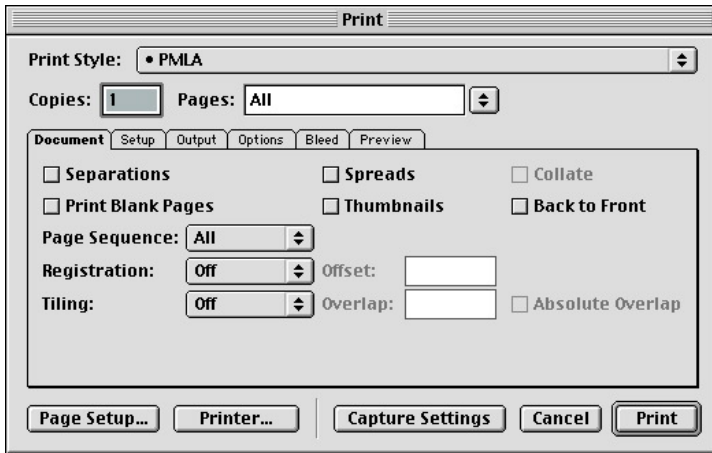 Print
Print Style: • PMLA
Copies: 1 Pages: All
Document Setup Output Options Bleed Preview
Separations Spreads Collate
Print Blank Pages Thumbnails Back to Front
Page Sequence: All
Registration: Off Offset:
Tiling: Off Overlap: Absolute Overlap
Page Setup... Printer... Capture Settings Cancel Print